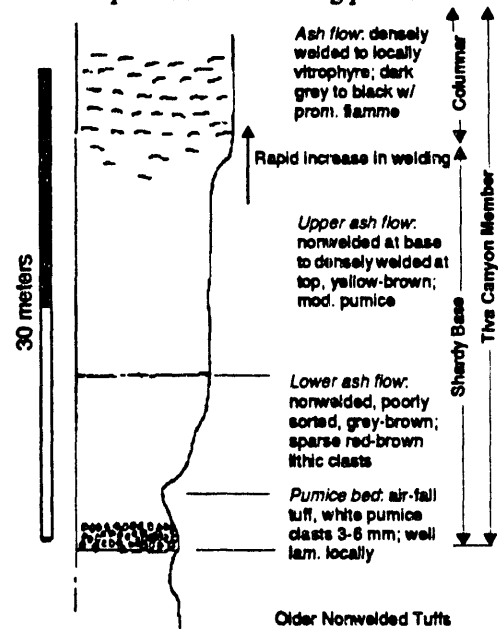 Ash flow: densely
welded to locally
vitrophyre; dark
grey to black w/
prom. fiamme
Columnar
Rapid increase in welding
Upper ash flow:
nonwelded at base
to densely welded at
top, yellow-brown;
mod. pumice
30 meters
Shardy Base
Tiva Canyon Member
Lower ash flow:
nonwelded, poorly
sorted, grey-brown;
sparse red-brown
lithic clasts
Pumice bed: air-fall
tuff, white pumice
clasts 3-6 mm; well
lam. locally
Older Nonwelded Tuffs